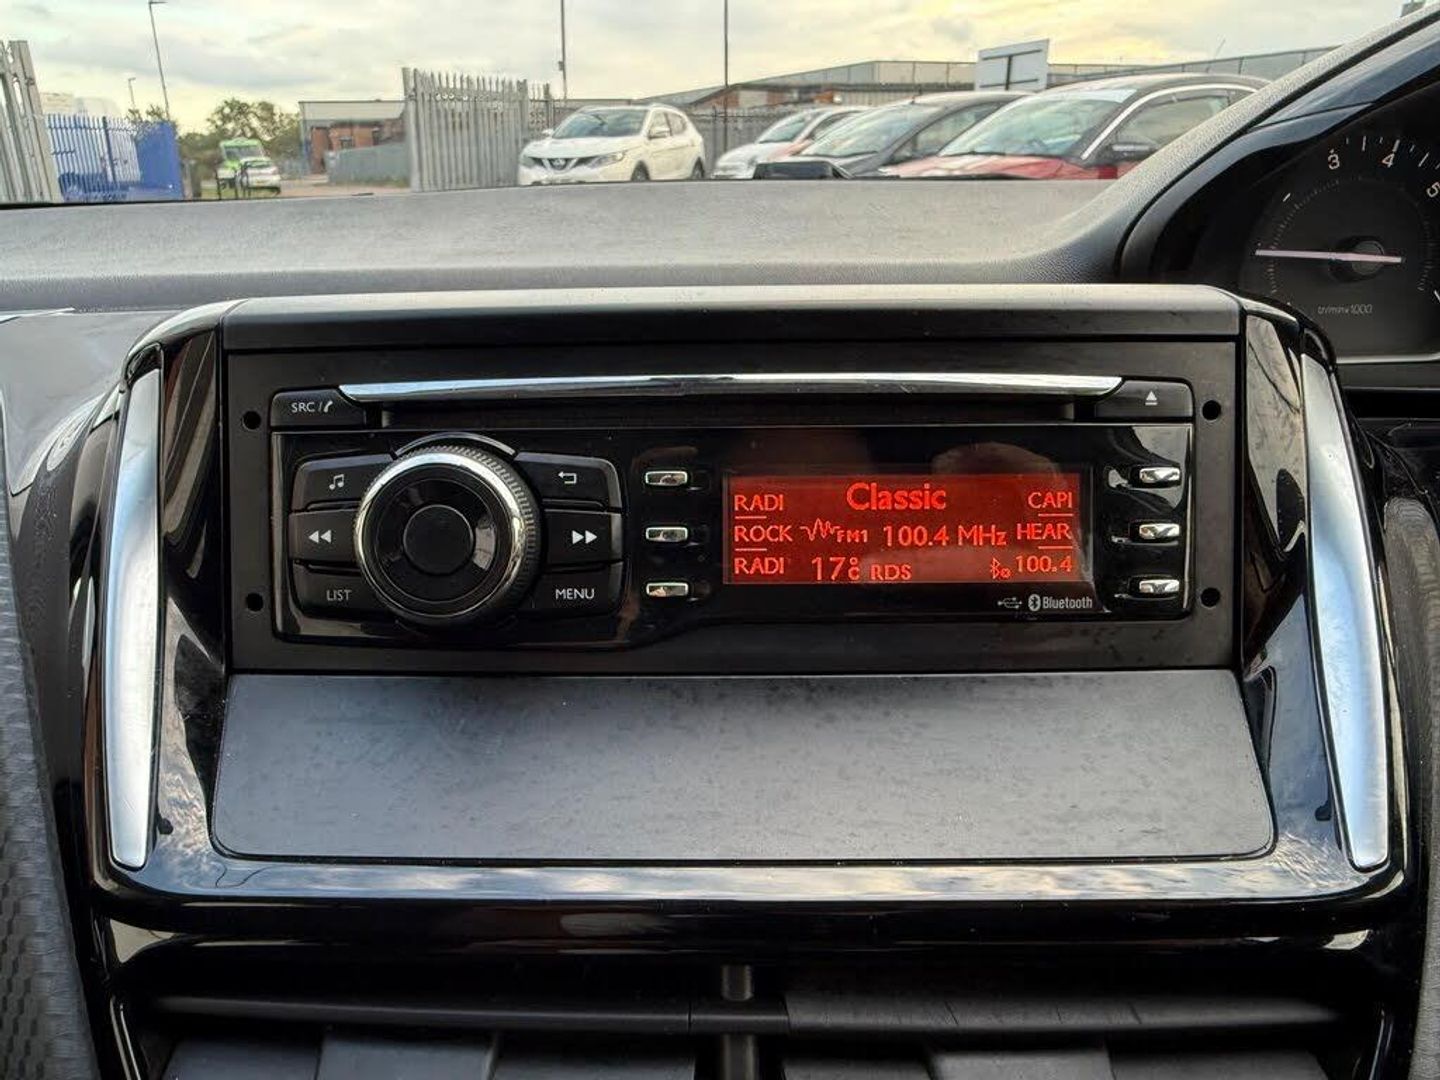 3 4 5
tr/min x 1000
SRC/
LIST
MENU
RADI Classic CAPI
ROCK FM1 100.4 MHz HEAR
RADI 17°C RDS 100.4
Bluetooth